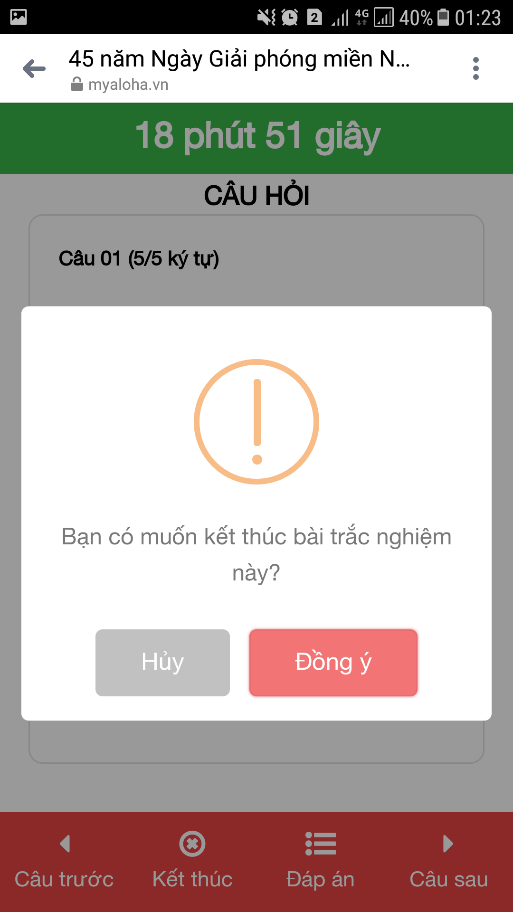 2 4G 40% 01:23
45 năm Ngày Giải phóng miền N...
myaloha.vn
18 phút 51 giây
CÂU HỎI
Câu 01 (5/5 ký tự)
Bạn có muốn kết thúc bài trắc nghiệm
này?
Hủy Đồng ý
Câu trước Kết thúc Đáp án Câu sau